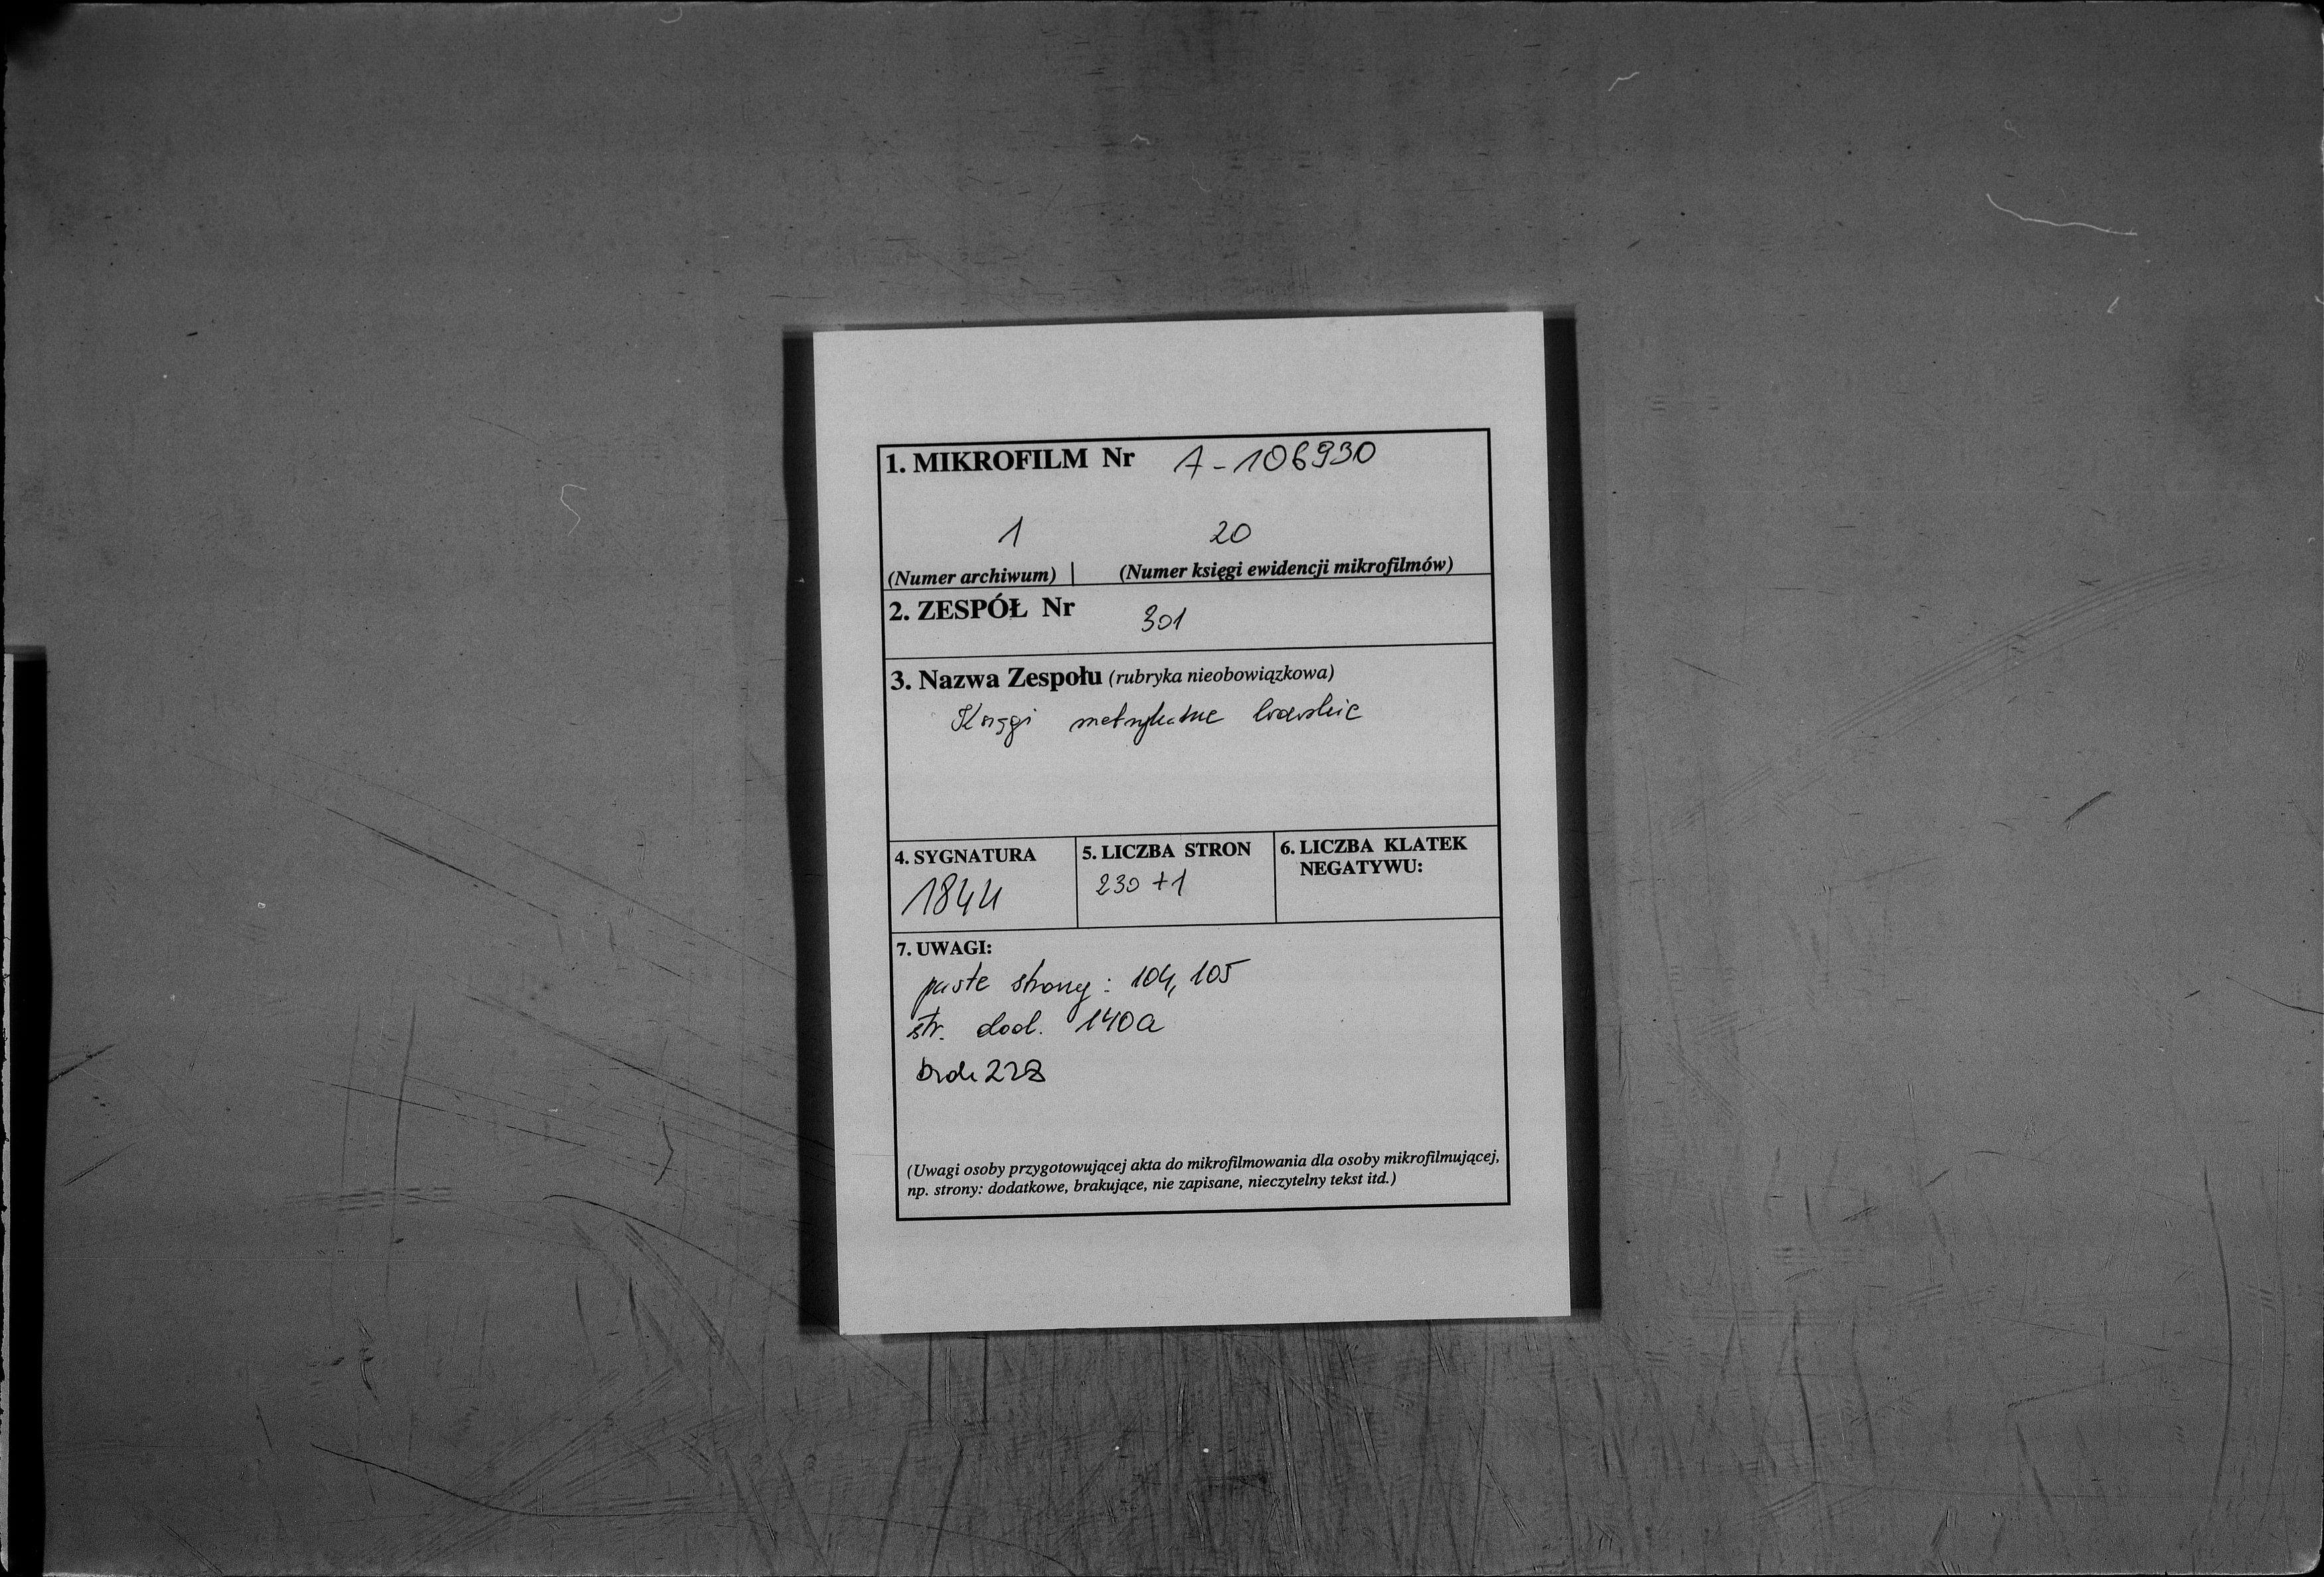 1. MIKROFILM Nr A-106930
1 20
(Numer archiwum) | (Numer księgi ewidencji mikrofilmów)
2. ZESPÓŁ Nr 301
3. Nazwa Zespołu (rubryka nieobowiązkowa)
Księgi metrykalne
4. SYGNATURA
1844
5. LICZBA STRON
230 + 1
6. LICZBA KLATEK
NEGATYWU:
7. UWAGI:
puste strony: 104, 105
str. dod. 140a
(Uwagi osoby przygotowującej akta do mikrofilmowania dla osoby mikrofilmującej,
np. strony: dodatkowe, brakujące, nie zapisane, nieczytelny tekst itd.)